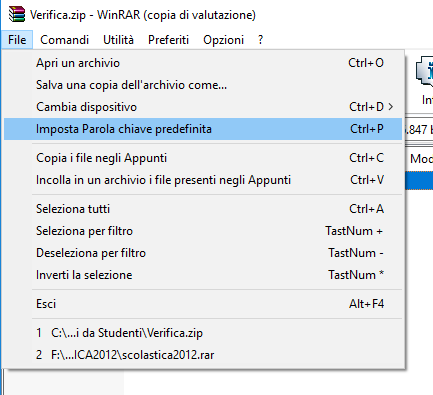 Verifica.zip - WinRAR (copia di valutazione)
File Comandi Utilità Preferiti Opzioni ?
Apri un archivio Ctrl+O
Salva una copia dell'archivio come...
Cambia dispositivo Ctrl+D >
Imposta Parola chiave predefinita Ctrl+P
Copia i file negli Appunti Ctrl+C
Incolla in un archivio i file presenti negli Appunti Ctrl+V
Seleziona tutti Ctrl+A
Seleziona per filtro TastNum +
Deseleziona per filtro TastNum -
Inverti la selezione TastNum *
Esci Alt+F4
1 C:\...i da Studenti\Verifica.zip
2 F:\...ICA2012\scolastica2012.rar